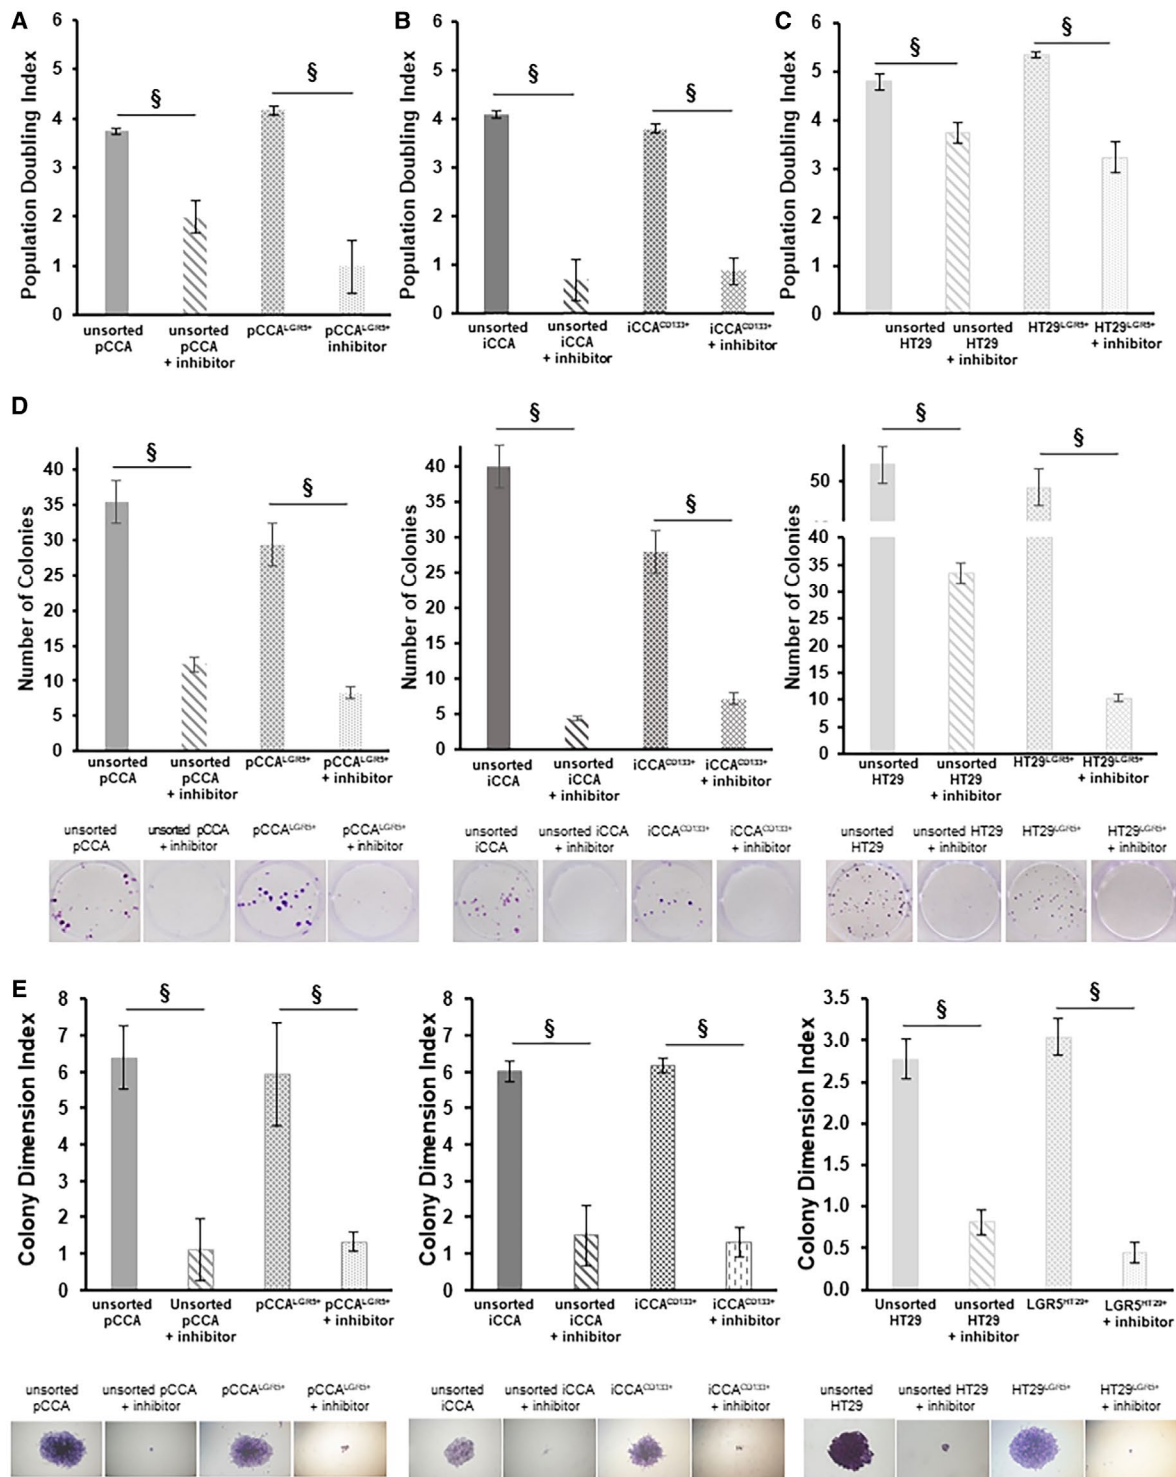 A
Population Doubling Index
6
5
4
3
2
1
0
§
§
unsorted
pCCA
unsorted
pCCA
+ inhibitor
pCCA^LGR5+
pCCA^LGR5+
inhibitor
B
Population Doubling Index
6
5
4
3
2
1
0
§
§
unsorted
iCCA
unsorted
iCCA
+ inhibitor
iCCA^CD133+
iCCA^CD133+
+ inhibitor
C
Population Doubling Index
6
5
4
3
2
1
0
§
§
unsorted
HT29
unsorted
HT29
+ inhibitor
HT29^LGR5+
HT29^LGR5+
+ inhibitor
D
Number of Colonies
40
35
30
25
20
15
10
5
0
§
§
unsorted
pCCA
unsorted
pCCA
+ inhibitor
pCCA^LGR5+
pCCA^LGR5+
+ inhibitor
Number of Colonies
40
35
30
25
20
15
10
5
0
§
§
unsorted
iCCA
unsorted
iCCA
+ inhibitor
iCCA^CD133+
iCCA^CD133+
+ inhibitor
Number of Colonies
50
40
35
30
25
20
15
10
5
0
§
§
unsorted
HT29
unsorted
HT29
+ inhibitor
HT29^LGR5+
HT29^LGR5+
+ inhibitor
unsorted
pCCA
unsorted pCCA
+ inhibitor
pCCA^LGR5+
pCCA^LGR5+
+ inhibitor
unsorted
iCCA
unsorted iCCA
+ inhibitor
iCCA^CD133+
iCCA^CD133+
+ inhibitor
unsorted
HT29
unsorted HT29
+ inhibitor
HT29^LGR5+
HT29^LGR5+
+ inhibitor
E
Colony Dimension Index
8
7
6
5
4
3
2
1
0
§
§
unsorted
pCCA
Unsorted
pCCA
+ inhibitor
pCCA^LGR5+
pCCA^LGR5+
+ inhibitor
Colony Dimension Index
8
7
6
5
4
3
2
1
0
§
§
unsorted
iCCA
unsorted
iCCA
+ inhibitor
iCCA^CD133+
iCCA^CD133+
+ inhibitor
Colony Dimension Index
3.5
3.0
2.5
2.0
1.5
1.0
0.5
0.0
§
§
Unsorted
HT29
unsorted
HT29
+ inhibitor
LGR5^HT29+
LGR5^HT29+
+ inhibitor
unsorted
pCCA
unsorted pCCA
+ inhibitor
pCCA^LGR5+
pCCA^LGR5+
+ inhibitor
unsorted
iCCA
unsorted iCCA
+ inhibitor
iCCA^CD133+
iCCA^CD133+
+ inhibitor
unsorted
HT29
unsorted HT29
+ inhibitor
HT29^LGR5+
HT29^LGR5+
+ inhibitor